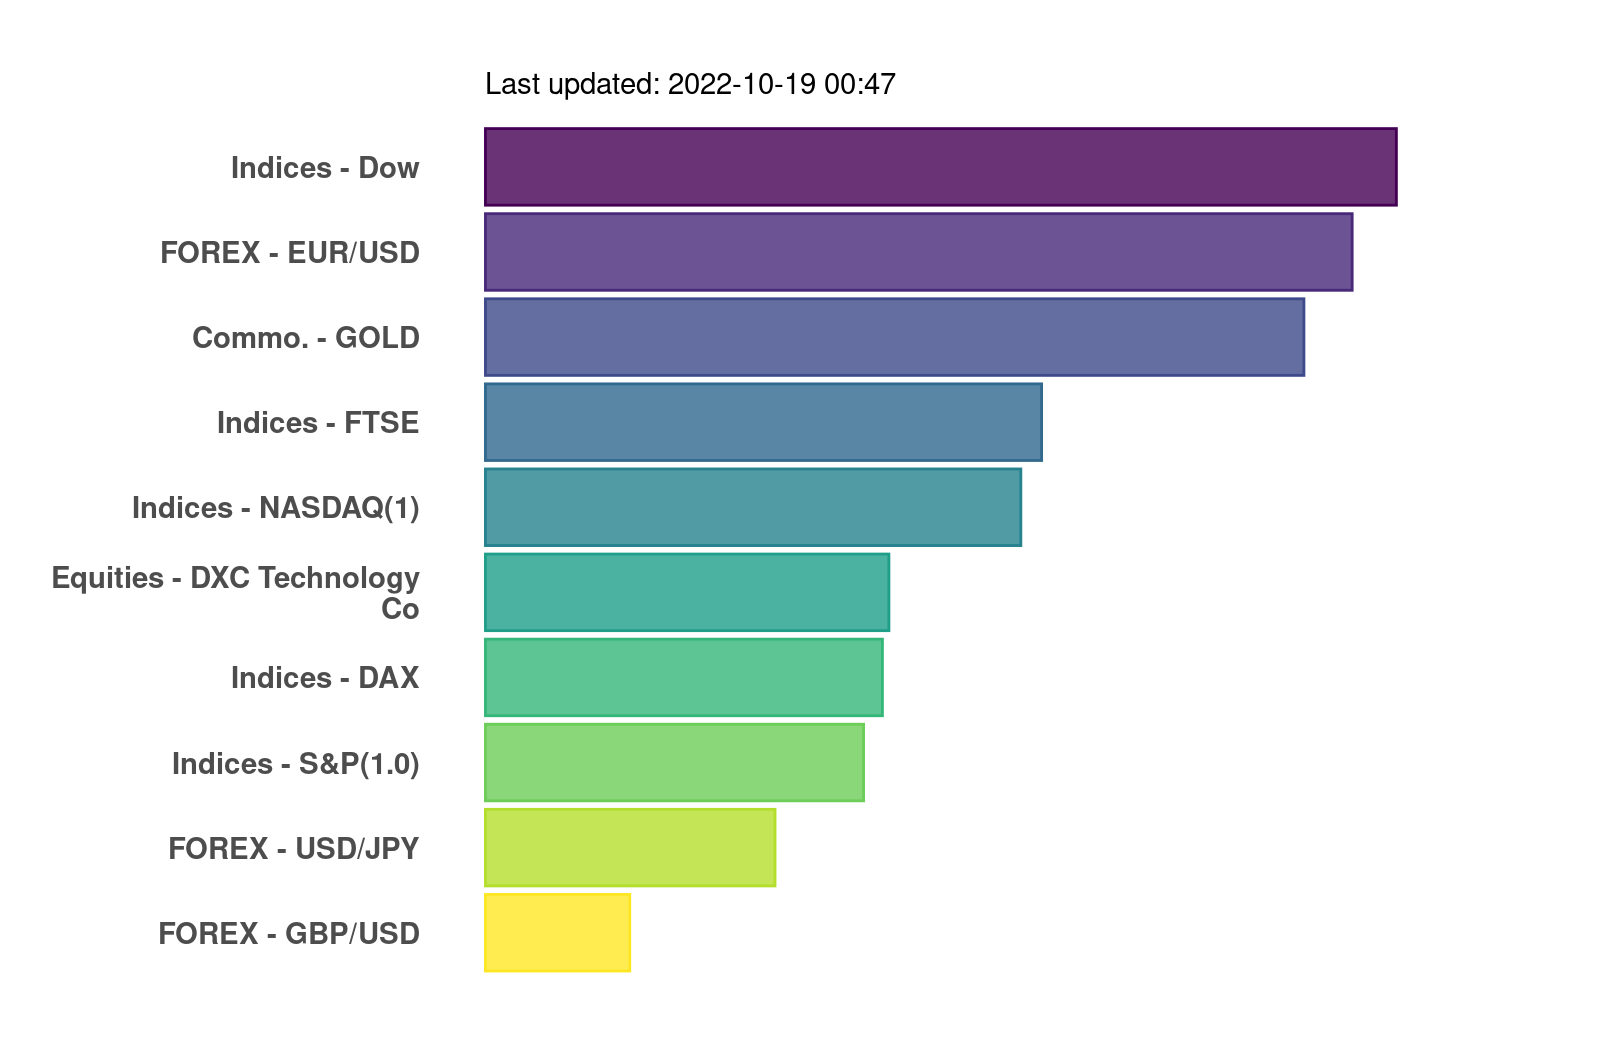 Last updated: 2022-10-19 00:47
Indices - Dow
FOREX - EUR/USD
Commo. - GOLD
Indices - FTSE
Indices - NASDAQ(1)
Equities - DXC Technology
Co
Indices - DAX
Indices - S&P(1.0)
FOREX - USD/JPY
FOREX - GBP/USD